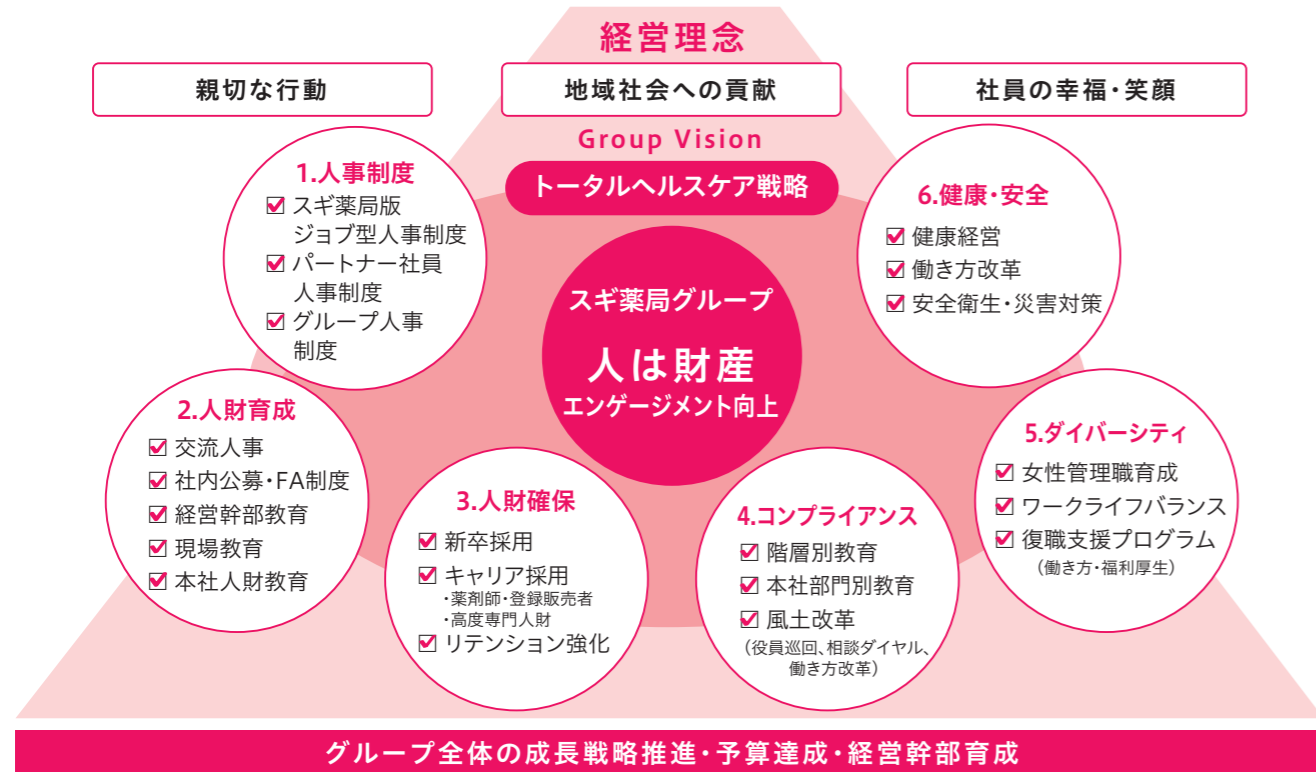 経営理念
親切な行動
地域社会への貢献
社員の幸福・笑顔
Group Vision
トータルヘルスケア戦略
スギ薬局グループ
人は財産
エンゲージメント向上
1.人事制度
スギ薬局版
ジョブ型人事制度
パートナー社員
人事制度
グループ人事
制度
2.人財育成
交流人事
社内公募・FA制度
経営幹部教育
現場教育
本社人財教育
3.人財確保
新卒採用
キャリア採用
・薬剤師・登録販売者
・高度専門人財
リテンション強化
4.コンプライアンス
階層別教育
本社部門別教育
風土改革
（役員巡回、相談ダイヤル、
働き方改革）
5.ダイバーシティ
女性管理職育成
ワークライフバランス
復職支援プログラム
（働き方・福利厚生）
6.健康・安全
健康経営
働き方改革
安全衛生・災害対策
グループ全体の成長戦略推進・予算達成・経営幹部育成